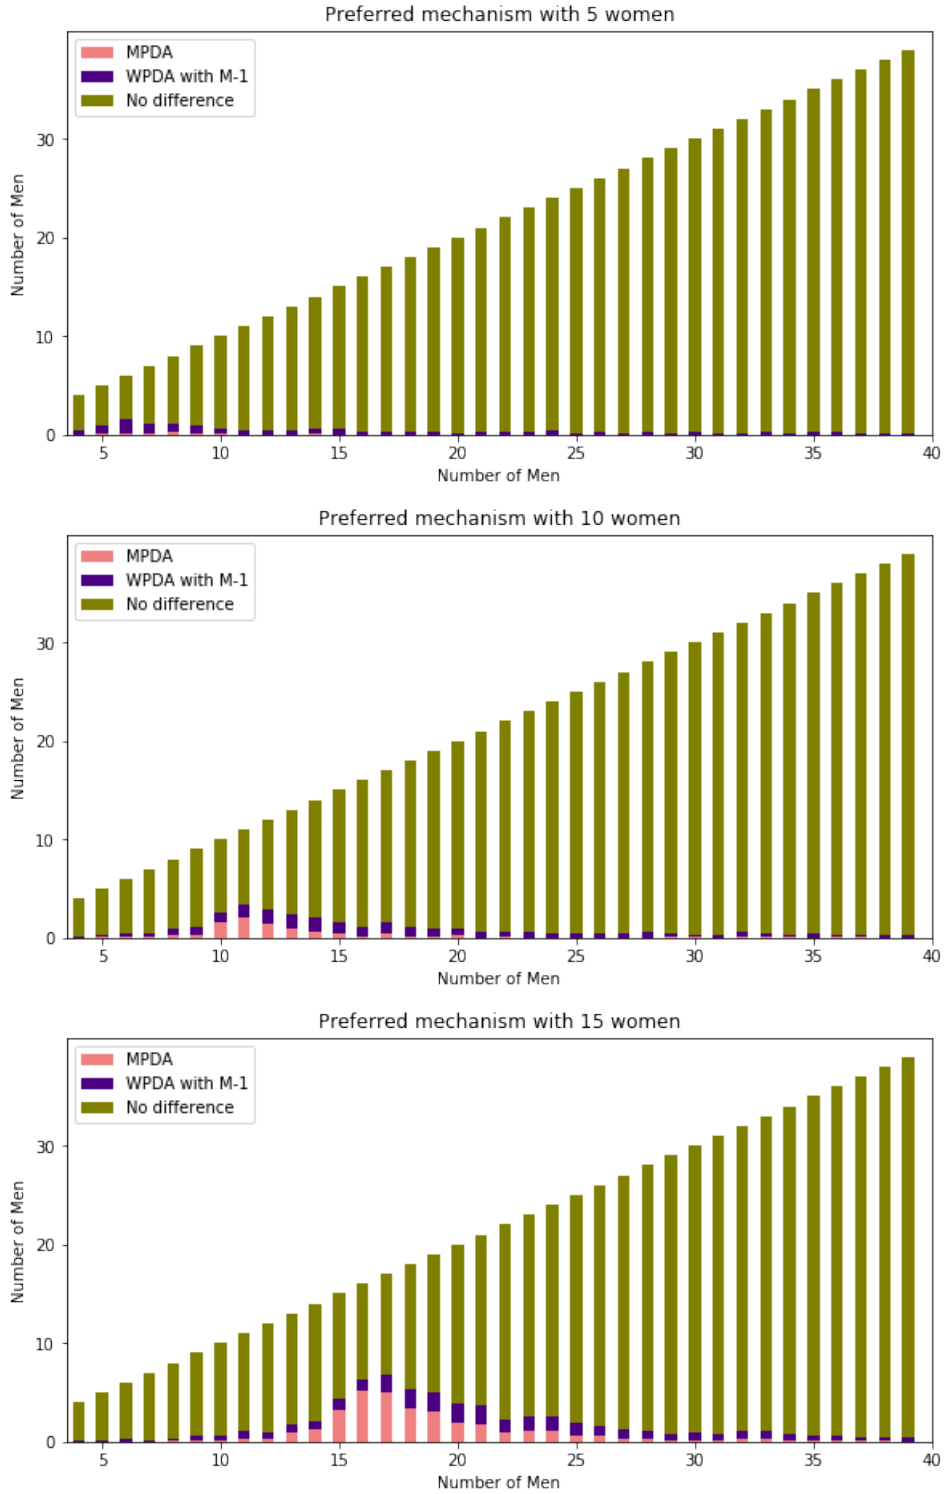 Preferred mechanism with 5 women
MPDA
WPDA with M-1
No difference
Number of Men
30
20
10
0
5 10 15 20 25 30 35 40
Number of Men
Preferred mechanism with 10 women
MPDA
WPDA with M-1
No difference
Number of Men
30
20
10
0
5 10 15 20 25 30 35 40
Number of Men
Preferred mechanism with 15 women
MPDA
WPDA with M-1
No difference
Number of Men
30
20
10
0
5 10 15 20 25 30 35 40
Number of Men